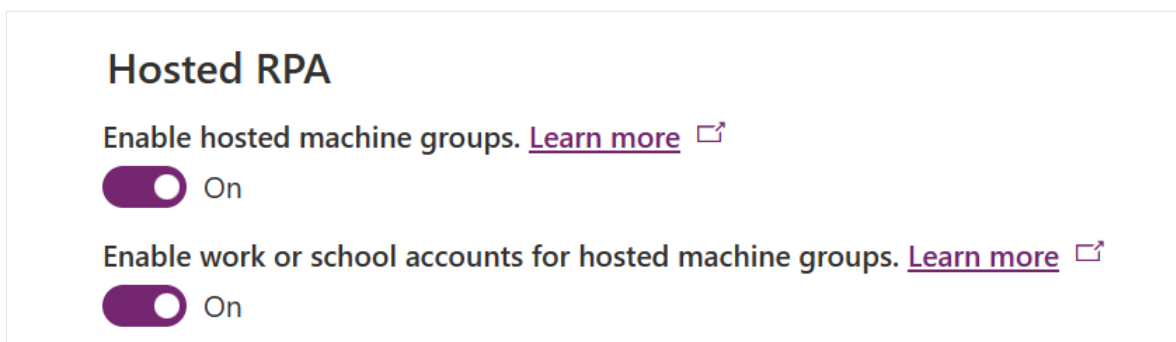 Hosted RPA
Enable hosted machine groups. Learn more
On
Enable work or school accounts for hosted machine groups. Learn more
On